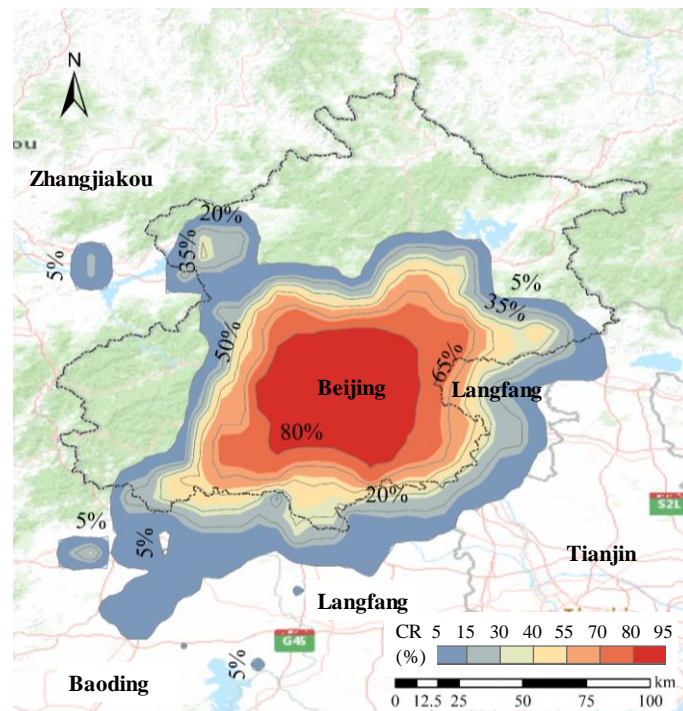 N
ou
Zhangjiakou
20%
35%
5%
5%
35%
50%
65%
Beijing
Langfang
80%
20%
S2L
5%
5%
Tianjin
Langfang
G45
5%
Baoding
CR 5 15 30 40 55 70 80 95
(%)
km
0 12.5 25 50 75 100